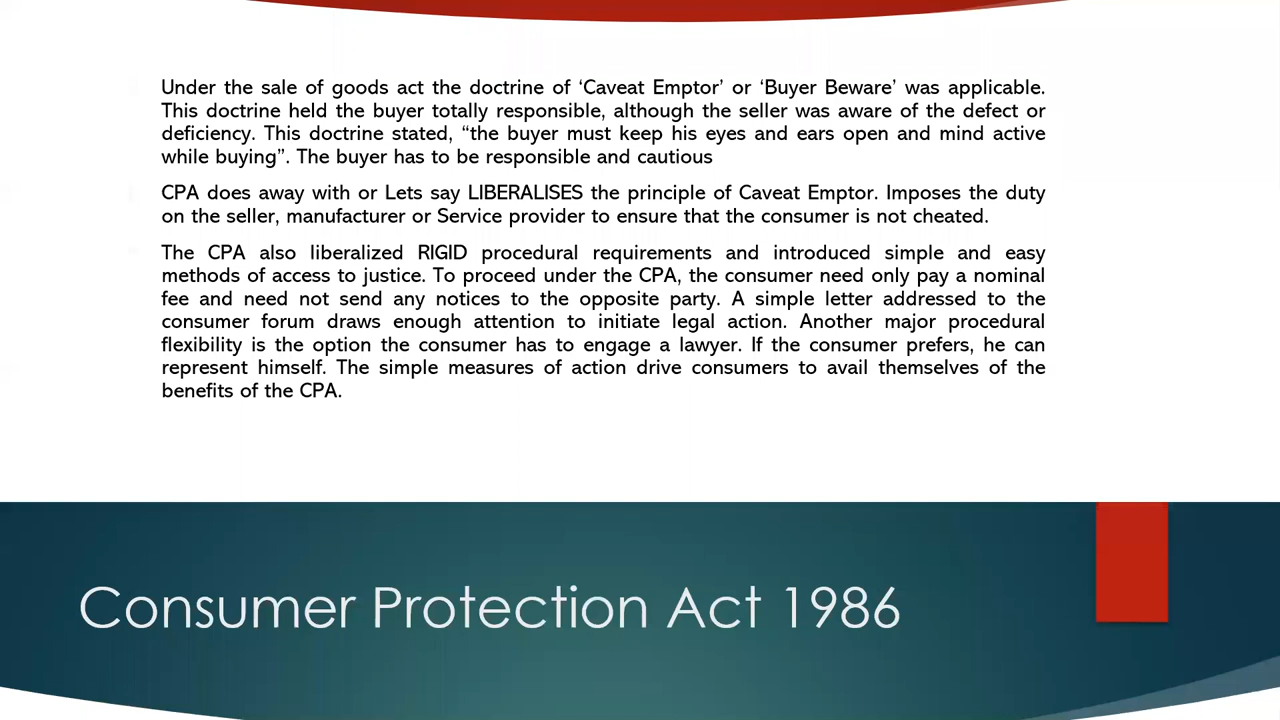 Under the sale of goods act the doctrine of ‘Caveat Emptor’ or ‘Buyer Beware’ was applicable.
This doctrine held the buyer totally responsible, although the seller was aware of the defect or
deficiency. This doctrine stated, “the buyer must keep his eyes and ears open and mind active
while buying”. The buyer has to be responsible and cautious
CPA does away with or Lets say LIBERALISES the principle of Caveat Emptor. Imposes the duty
on the seller, manufacturer or Service provider to ensure that the consumer is not cheated.
The CPA also liberalized RIGID procedural requirements and introduced simple and easy
methods of access to justice. To proceed under the CPA, the consumer need only pay a nominal
fee and need not send any notices to the opposite party. A simple letter addressed to the
consumer forum draws enough attention to initiate legal action. Another major procedural
flexibility is the option the consumer has to engage a lawyer. If the consumer prefers, he can
represent himself. The simple measures of action drive consumers to avail themselves of the
benefits of the CPA.
Consumer Protection Act 1986